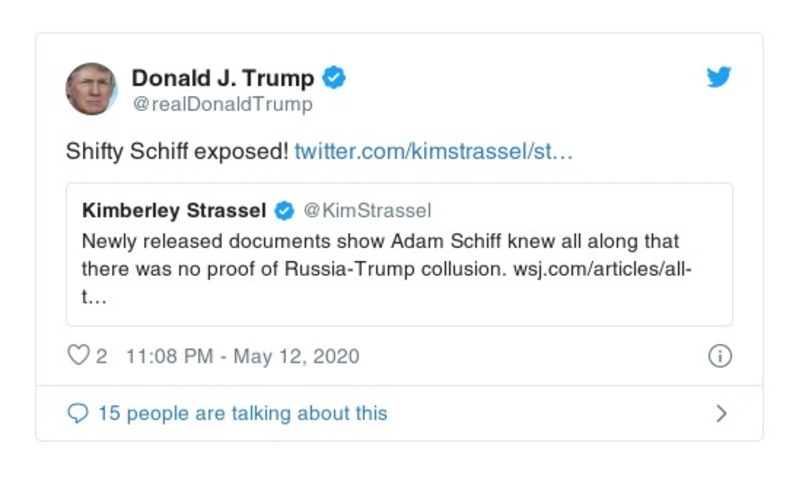 Donald J. Trump
@realDonaldTrump
Shifty Schiff exposed! twitter.com/kimstrassel/st…
Kimberley Strassel @KimStrassel
Newly released documents show Adam Schiff knew all along that
there was no proof of Russia-Trump collusion. wsj.com/articles/all-
t…
2 11:08 PM - May 12, 2020
15 people are talking about this